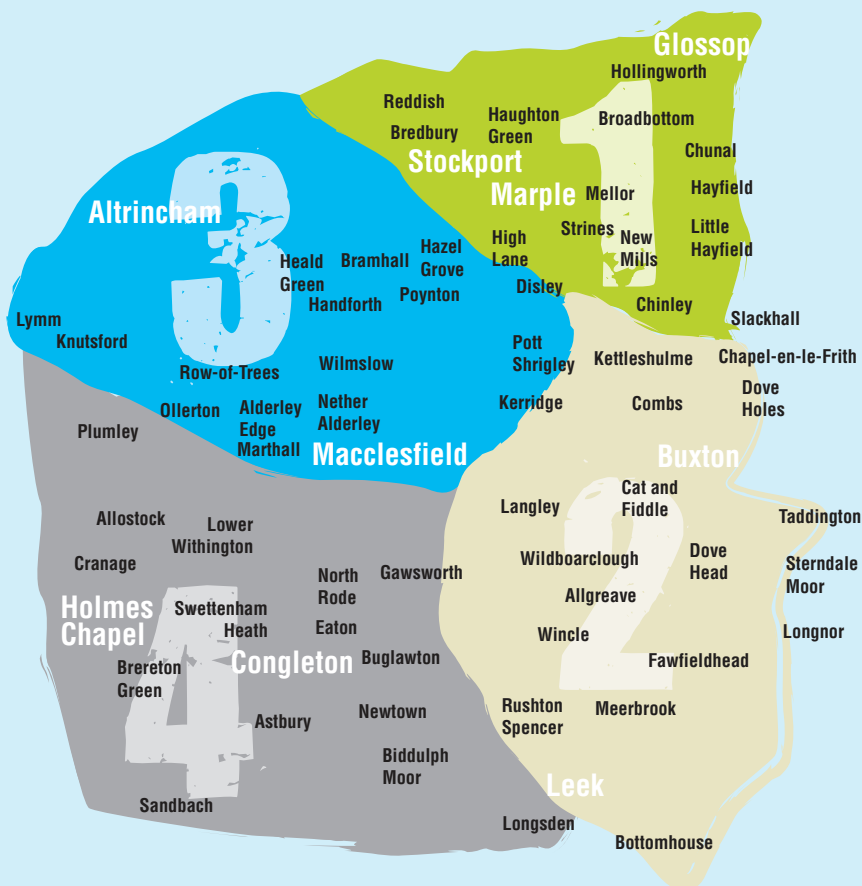 Glossop
Hollingworth
Reddish
Haughton
Green
Broadbottom
Bredbury
Chunal
Stockport
Marple
Mellor
Hayfield
1
Strines
New
Mills
Little
Hayfield
High
Lane
Disley
Chinley
Slackhall
Altrincham
3
Heald
Green
Bramhall
Hazel
Grove
Handforth
Poynton
Lymm
Knutsford
Row-of-Trees
Wilmslow
Pott
Shrigley
Kerridge
Ollerton
Alderley
Edge
Marthall
Nether
Alderley
Macclesfield
Kettleshulme
Chapel-en-le-Frith
Combs
Dove
Holes
Buxton
Cat and
Fiddle
Langley
Taddington
Wildboarclough
Dove
Head
Sterndale
Moor
Allgreave
2
Wincle
Longnor
Fawfieldhead
Rushton
Spencer
Meerbrook
Leek
Longsden
Bottomhouse
Plumley
Allostock
Lower
Withington
Cranage
North
Rode
Gawsworth
Holmes
Chapel
Swettenham
Heath
Eaton
4
Brereton
Green
Congleton
Buglawton
Astbury
Newtown
Biddulph
Moor
Sandbach